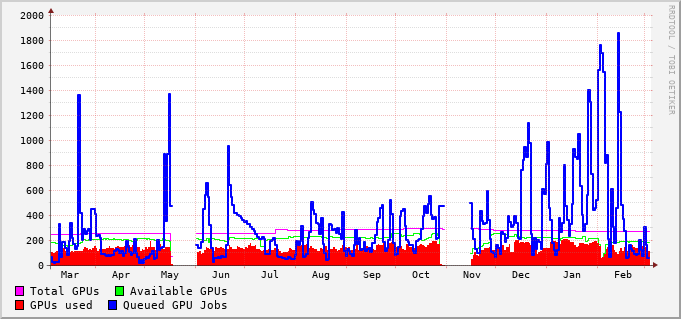 2000
1800
1600
1400
1200
1000
800
600
400
200
0
Mar Apr May Jun Jul Aug Sep Oct Nov Dec Jan Feb
Total GPUs Available GPUs
GPUs used Queued GPU Jobs
RRDTOOL / TOBI OETIKER